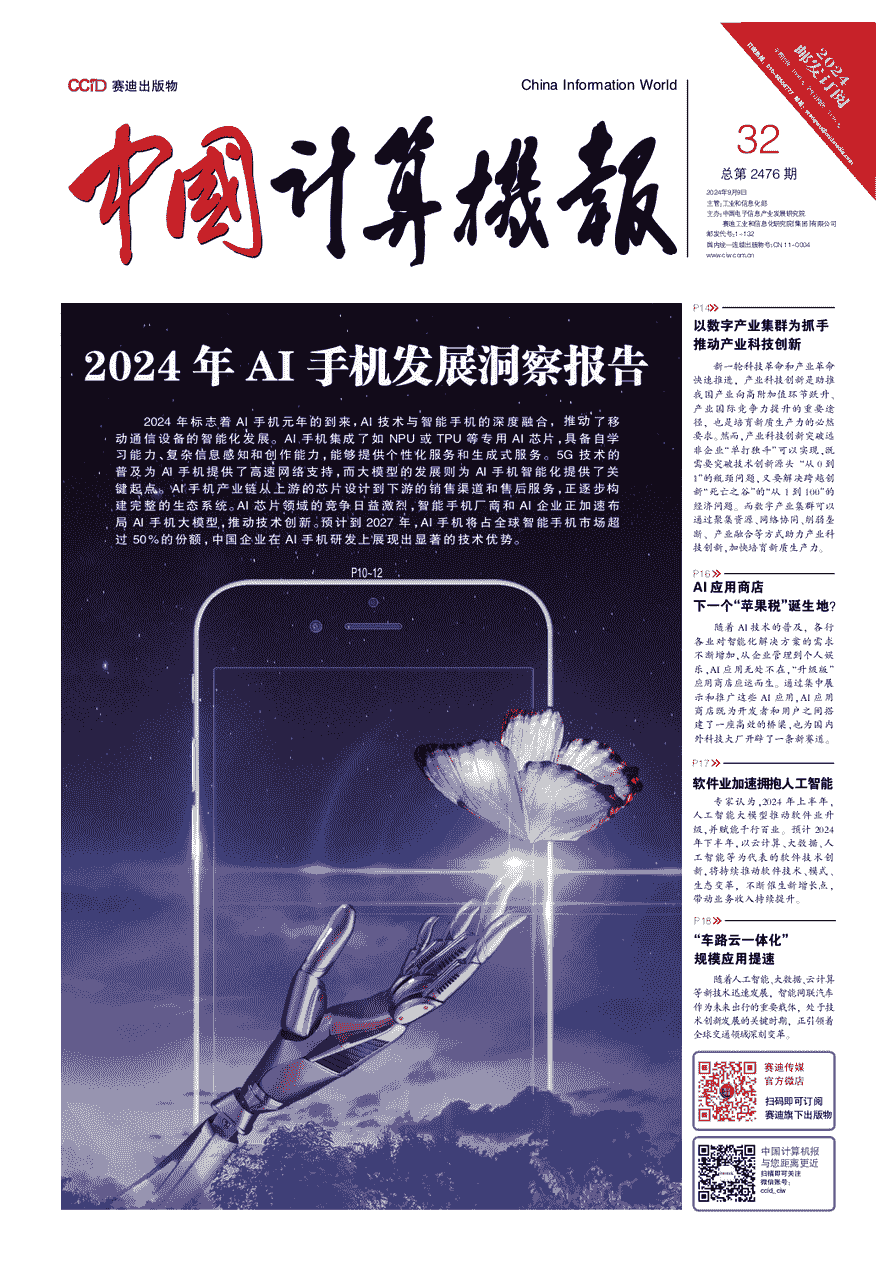 CCID 赛迪出版物
China Information World
中國计算機報
2024
邮发订阅
32
总第 2476 期
2024年9月9日
主管:工业和信息化部
主办:中国电子信息产业发展研究院
赛迪工业和信息化研究院(集团)有限公司
邮发代号:1-132
国内统一连续出版物号:CN 11-0004
www.ciw.com.cn
2024 年 AI 手机发展洞察报告
2024 年标志着 AI 手机元年的到来,AI 技术与智能手机的深度融合，推动了移
动通信设备的智能化发展。AI 手机集成了如 NPU 或 TPU 等专用 AI 芯片,具备自学
习能力、复杂信息感知和创作能力,能够提供个性化服务和生成式服务。5G 技术的
普及为 AI 手机提供了高速网络支持,而大模型的发展则为 AI 手机智能化提供了关
键起点。AI 手机产业链从上游的芯片设计到下游的销售渠道和售后服务,正逐步构
建完整的生态系统。AI 芯片领域的竞争日益激烈,智能手机厂商和 AI 企业正加速布
局 AI 手机大模型,推动技术创新。预计到 2027 年,AI 手机将占全球智能手机市场超
过 50%的份额,中国企业在 AI 手机研发上展现出显著的技术优势。
P10~12
P14
以数字产业集群为抓手
推动产业科技创新
新一轮科技革命和产业革命
快速推进，产业科技创新是助推
我国产业向高附加值环节跃升、
产业国际竞争力提升的重要途
径，也是培育新质生产力的必然
要求。然而,产业科技创新突破远
非企业“单打独斗”可以实现,既
需要突破技术创新源头“从 0 到
1”的瓶颈问题,又要解决跨越创
新“死亡之谷”的“从 1 到 100”的
经济问题。而数字产业集群可以
通过聚集资源、网络协同、削弱垄
断、产业融合等方式助力产业科
技创新,加快培育新质生产力。
P16
AI 应用商店
下一个“苹果税”诞生地?
随着 AI 技术的普及，各行
各业对智能化解决方案的需求
不断增加,从企业管理到个人娱
乐,AI 应用无处不在,“升级版”
应用商店应运而生。通过集中展
示和推广这些 AI 应用,AI 应用
商店既为开发者和用户之间搭
建了一座高效的桥梁,也为国内
外科技大厂开辟了一条新赛道。
P17
软件业加速拥抱人工智能
专家认为,2024 年上半年,
人工智能大模型推动软件业升
级,并赋能千行百业。预计 2024
年下半年,以云计算、大数据、人
工智能等为代表的软件技术创
新,将持续推动软件技术、模式、
生态变革，不断催生新增长点,
带动业务收入持续提升。
P18
“车路云一体化”
规模应用提速
随着人工智能、大数据、云计算
等新技术迅速发展，智能网联汽车
作为未来出行的重要载体，处于技
术创新发展的关键时期，正引领着
全球交通领域深刻变革。
赛迪传媒
官方微店
扫码即可订阅
赛迪旗下出版物
中国计算机报
与您距离更近
扫描即可关注
微信账号:
ccid_ciw